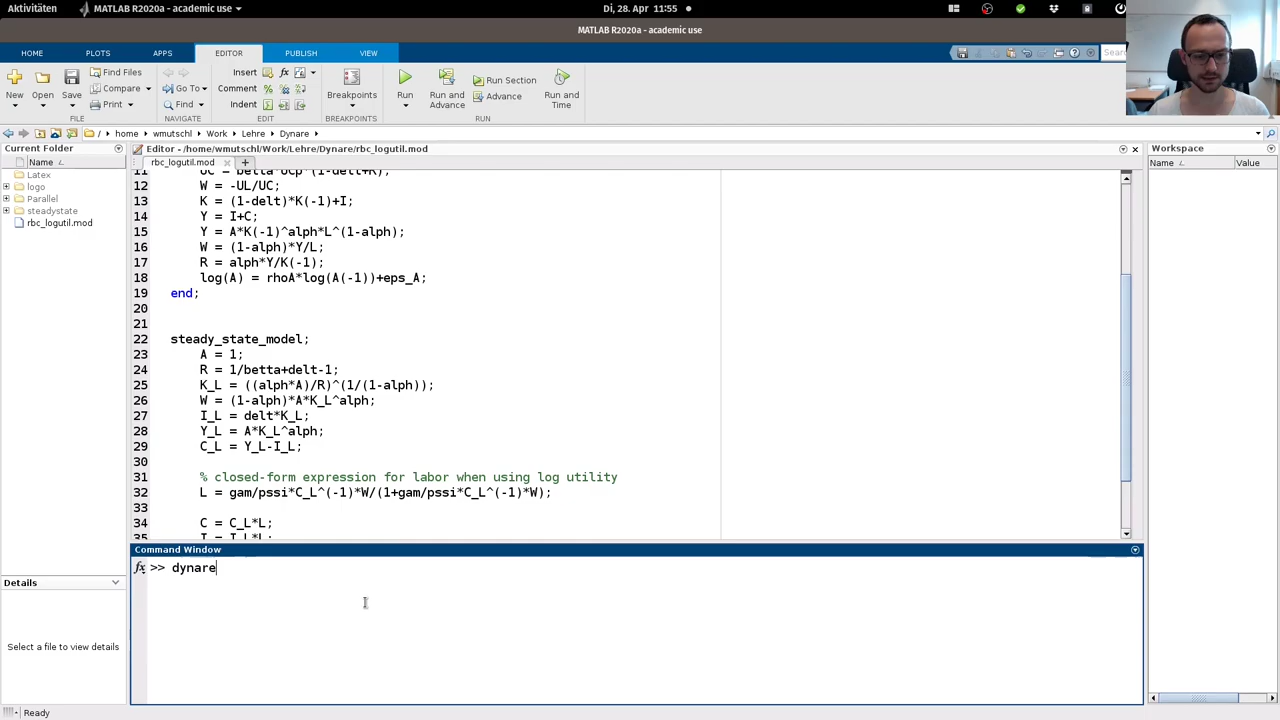 Aktivitäten
MATLAB R2020a - academic use
Di, 28. Apr 11:55
MATLAB R2020a - academic use
HOME PLOTS APPS EDITOR PUBLISH VIEW
New Open Save
Find Files
Compare
Print
FILE
Go To
Find
NAVIGATE
Insert
Comment
Indent
EDIT
Breakpoints
BREAKPOINTS
Run
Run and Advance
Run Section
Advance
Run and Time
RUN
/ home wmutschl Work Lehre Dynare
Current Folder
Name
Latex
logo
Parallel
steadystate
rbc_logutil.mod
Details
Select a file to view details
Ready
Editor - /home/wmutschl/Work/Lehre/Dynare/rbc_logutil.mod
rbc_logutil.mod
11 UC = betta*UCp*(1-delt+R);
12 W = -UL/UC;
13 K = (1-delt)*K(-1)+I;
14 Y = I+C;
15 Y = A*K(-1)^alph*L^(1-alph);
16 W = (1-alph)*Y/L;
17 R = alph*Y/K(-1);
18 log(A) = rhoA*log(A(-1))+eps_A;
19 end;
20
21
22 steady_state_model;
23 A = 1;
24 R = 1/betta+delt-1;
25 K_L = ((alph*A)/R)^(1/(1-alph));
26 W = (1-alph)*A*K_L^alph;
27 I_L = delt*K_L;
28 Y_L = A*K_L^alph;
29 C_L = Y_L-I_L;
30
31 % closed-form expression for labor when using log utility
32 L = gam/pssi*C_L^(-1)*W/(1+gam/pssi*C_L^(-1)*W);
33
34 C = C_L*L;
35 I = I_L*L;
Command Window
fx >> dynare
Workspace
Name Value